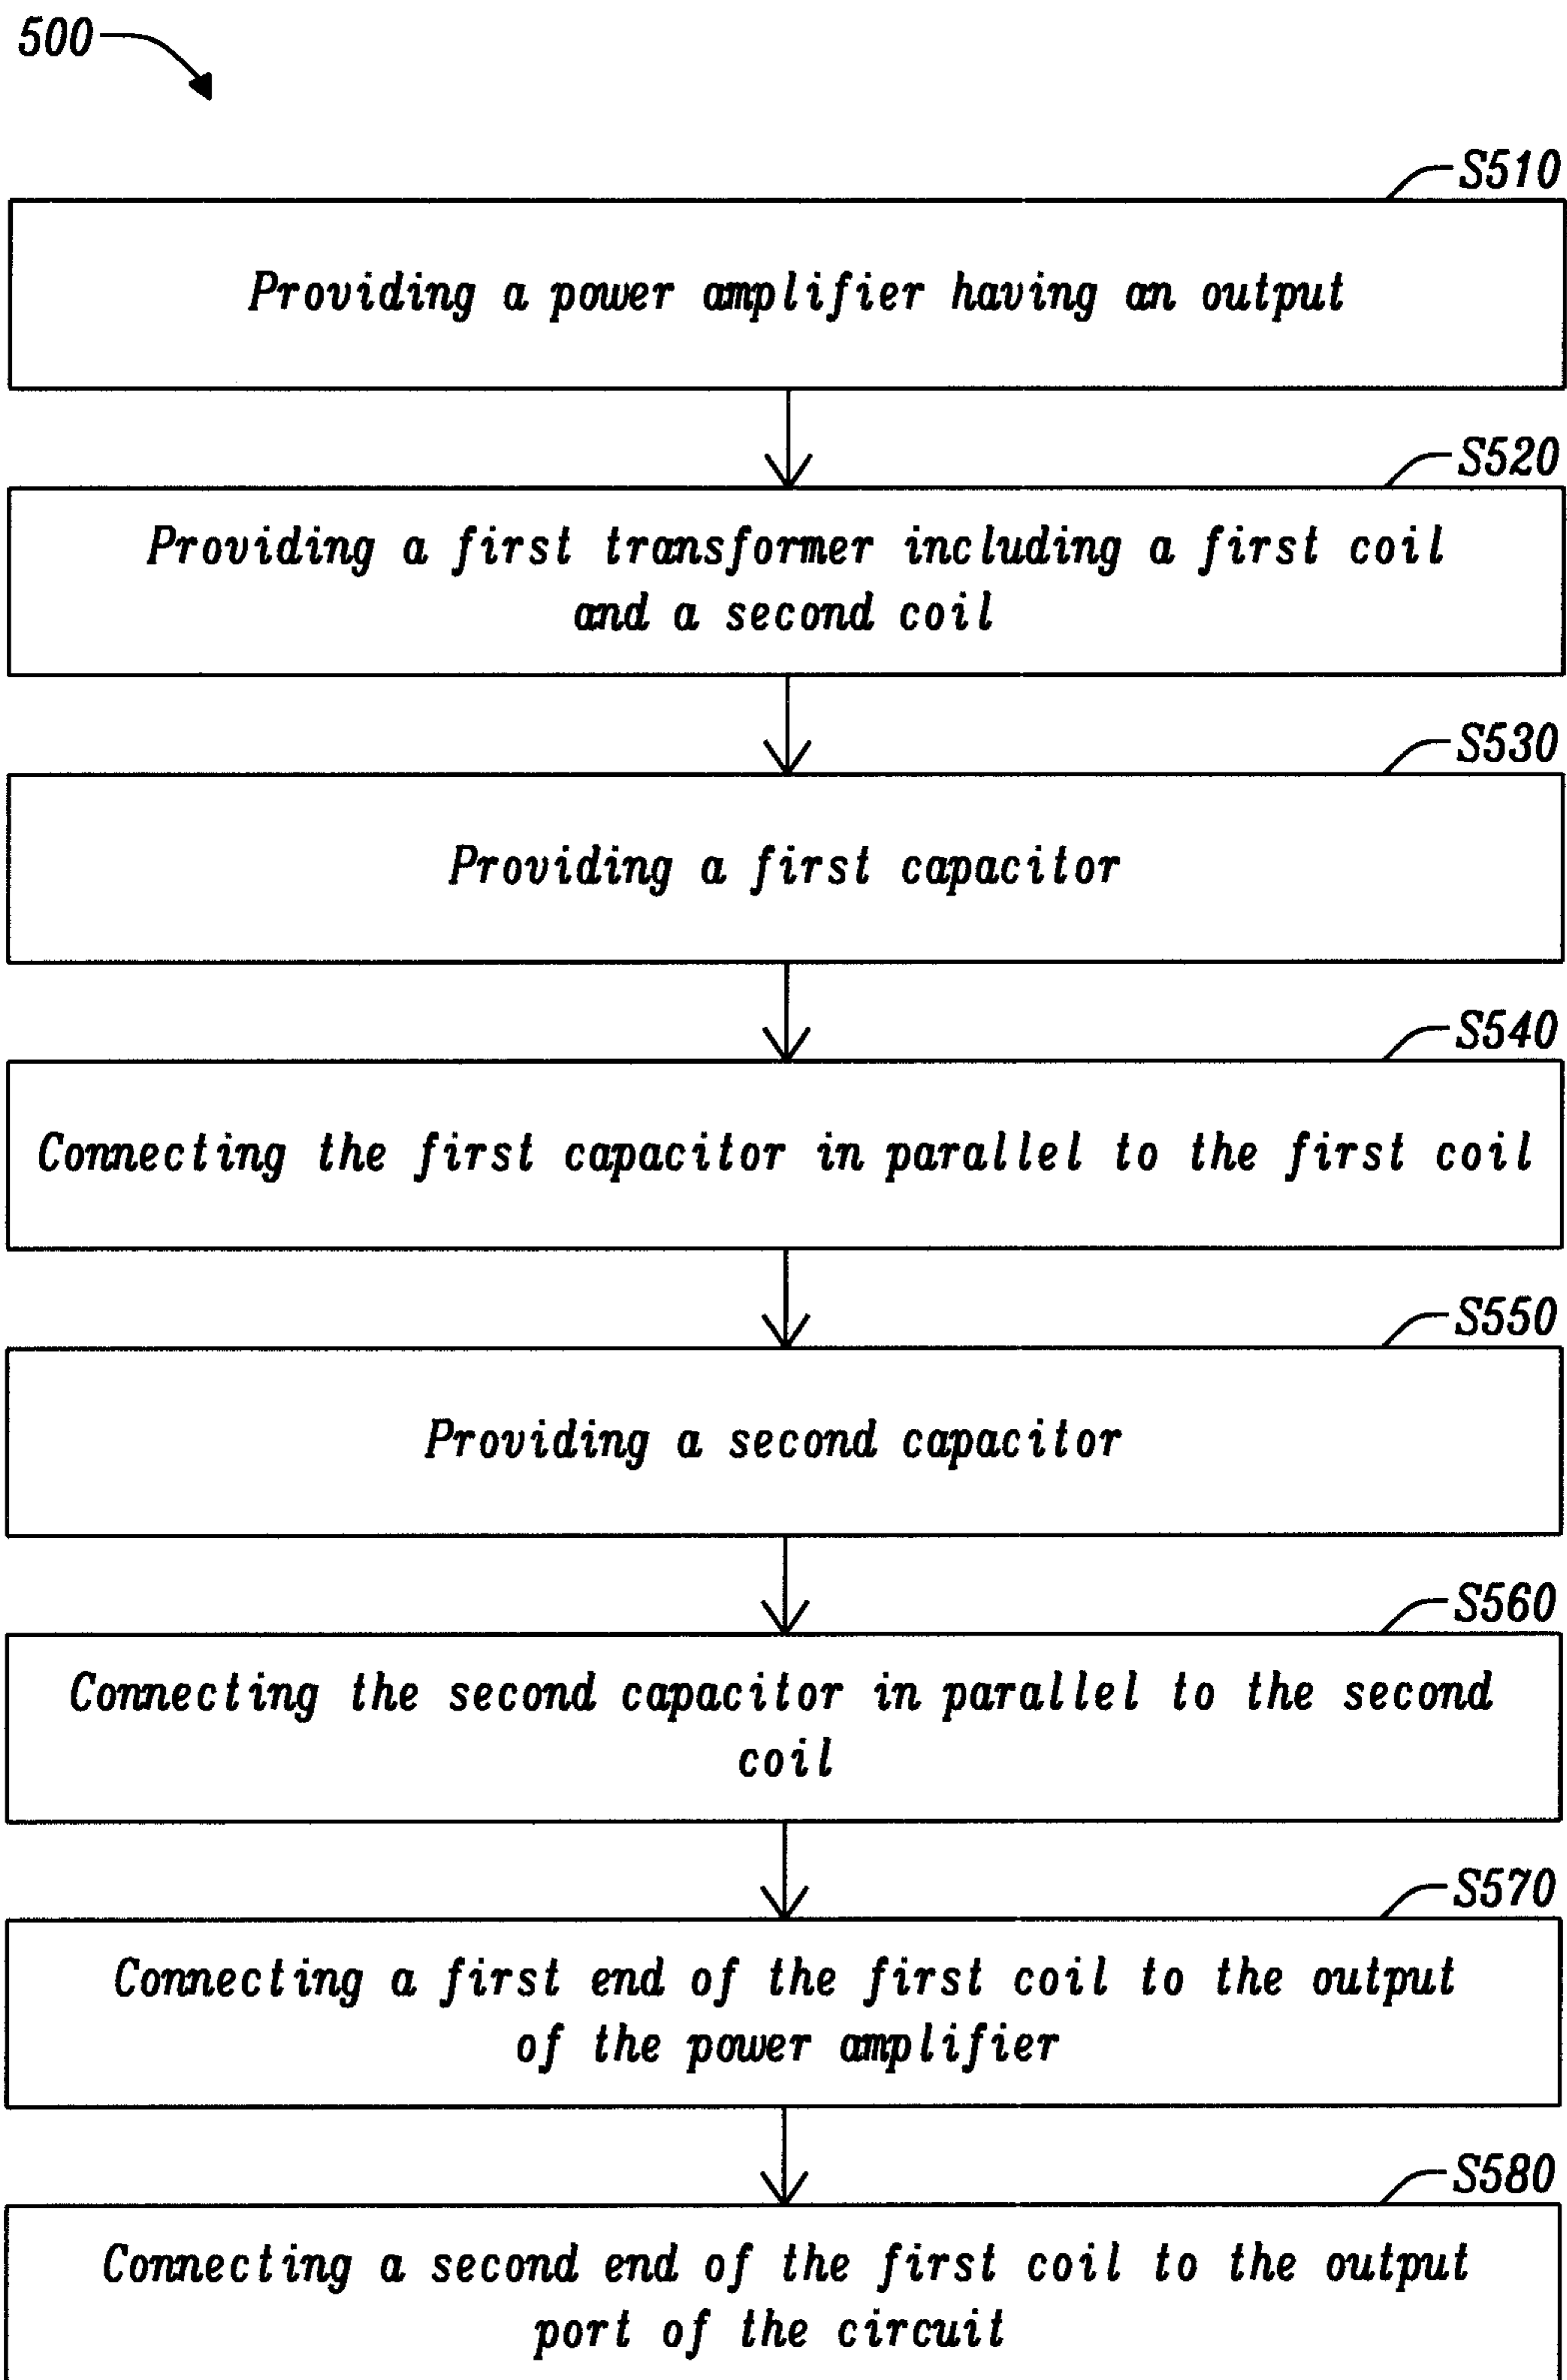 500
S510
Providing a power amplifier having an output
S520
Providing a first transformer including a first coil
and a second coil
S530
Providing a first capacitor
S540
Connecting the first capacitor in parallel to the first coil
S550
Providing a second capacitor
S560
Connecting the second capacitor in parallel to the second
coil
S570
Connecting a first end of the first coil to the output
of the power amplifier
S580
Connecting a second end of the first coil to the output
port of the circuit